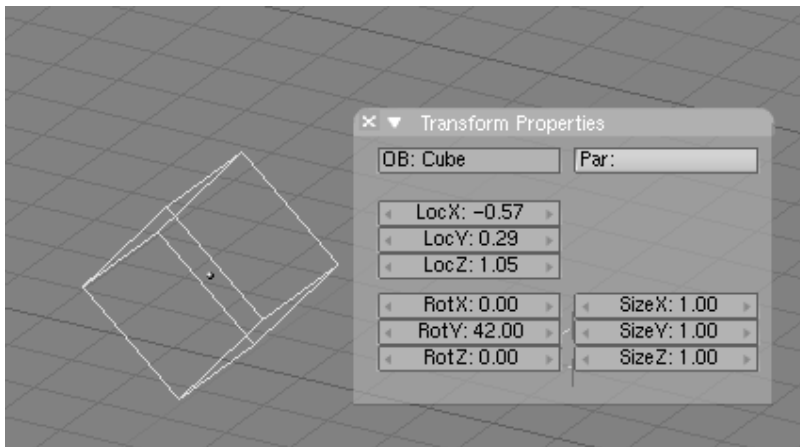 Transform Properties
OB: Cube Par:
LocX: -0.57
LocY: 0.29
LocZ: 1.05
RotX: 0.00 SizeX: 1.00
RotY: 42.00 SizeY: 1.00
RotZ: 0.00 SizeZ: 1.00